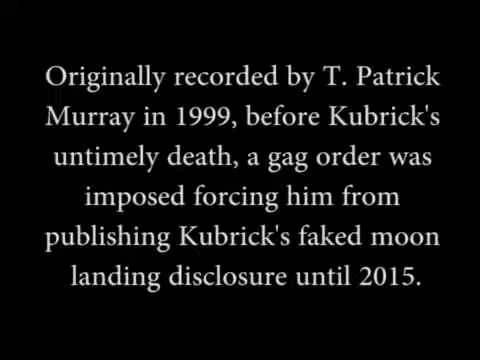 Originally recorded by T. Patrick
Murray in 1999, before Kubrick's
untimely death, a gag order was
imposed forcing him from
publishing Kubrick's faked moon
landing disclosure until 2015.